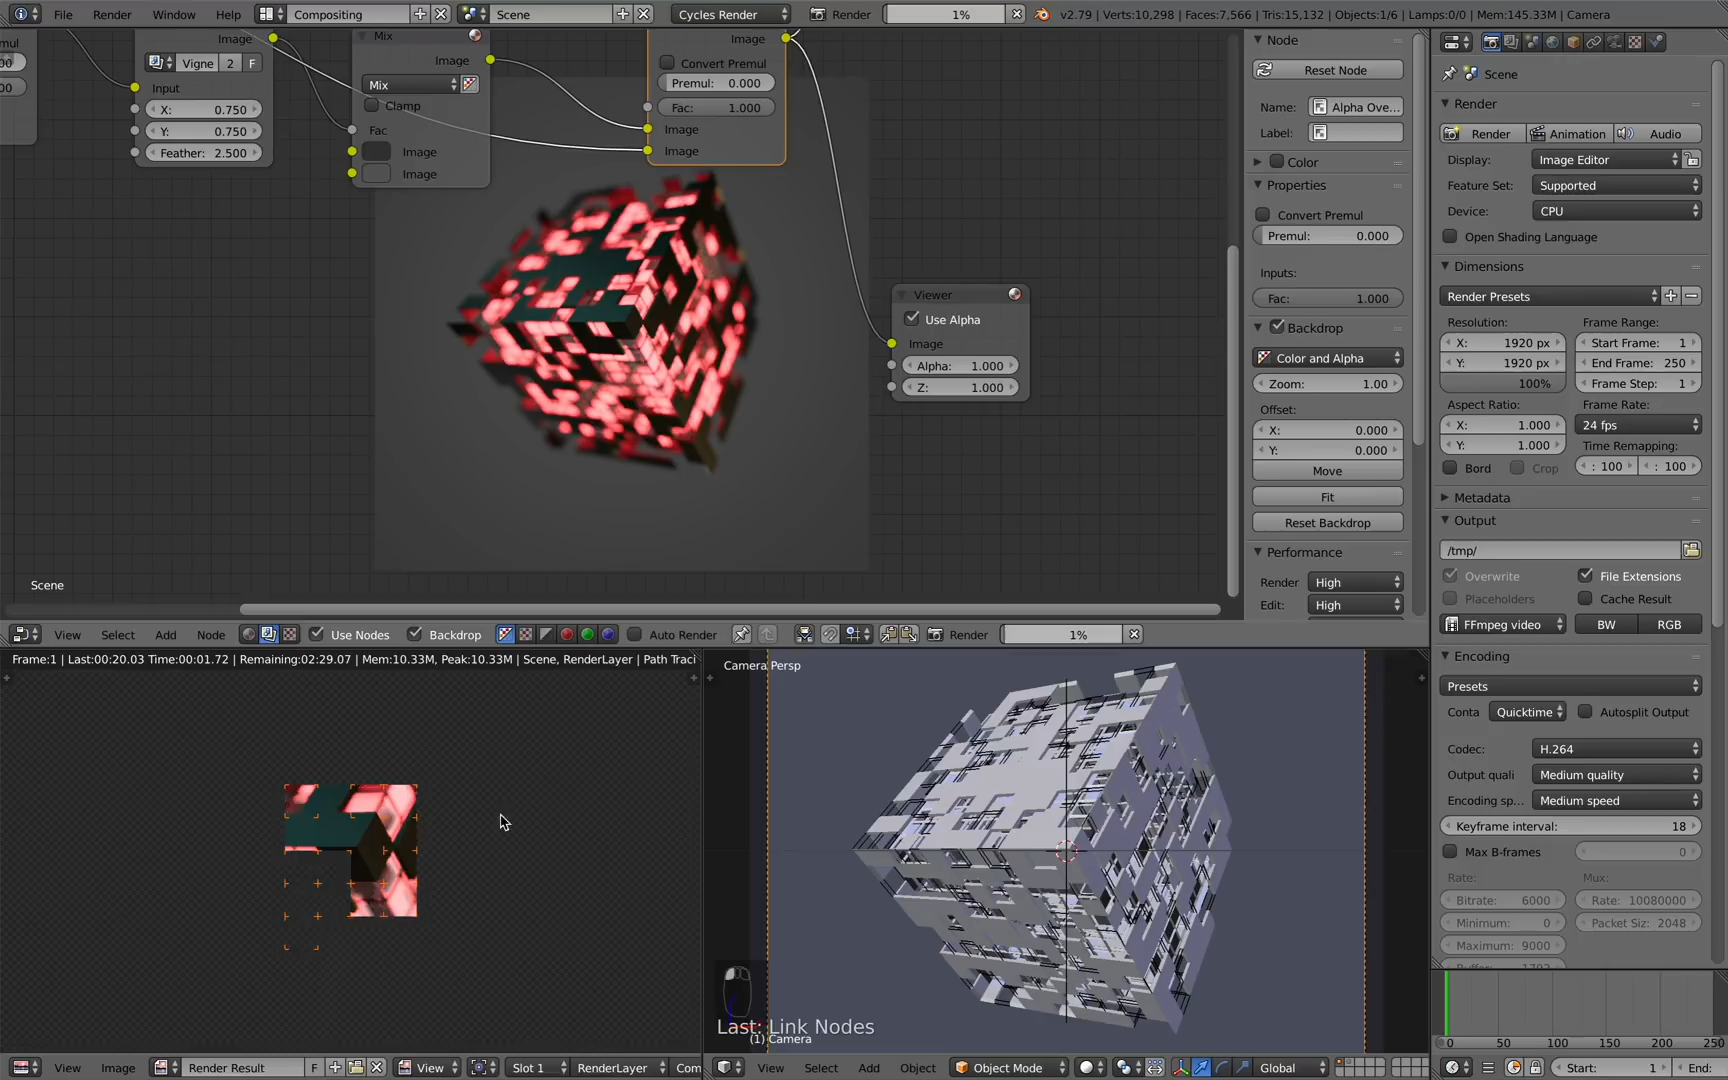 File Render Window Help Compositing Scene Cycles Render Render 1% v2.79 | Verts:10,298 | Faces:7,566 | Tris:15,132 | Objects:1/6 | Lamps:0/0 | Mem:145.33M | Camera
Image
Vigne 2 F
Input
X: 0.750
Y: 0.750
Feather: 2.500
Mix
Image
Mix
Clamp
Fac
Image
Image
Image
Convert Premul
Premul: 0.000
Fac: 1.000
Image
Image
Viewer
Use Alpha
Image
Alpha: 1.000
Z: 1.000
Scene
Node
Reset Node
Name: Alpha Ove...
Label:
Color
Properties
Convert Premul
Premul: 0.000
Inputs:
Fac: 1.000
Backdrop
Color and Alpha
Zoom: 1.00
Offset:
X: 0.000
Y: 0.000
Move
Fit
Reset Backdrop
Performance
Render High
Edit: High
View Select Add Node Use Nodes Backdrop Auto Render Render 1%
Scene
Render
Render Animation Audio
Display: Image Editor
Feature Set: Supported
Device: CPU
Open Shading Language
Dimensions
Render Presets
Resolution: Frame Range:
X: 1920 px Start Frame: 1
Y: 1920 px End Frame: 250
100% Frame Step: 1
Aspect Ratio: Frame Rate:
X: 1.000 24 fps
Y: 1.000 Time Remapping:
Bord Crop : 100 : 100
Metadata
Output
/tmp/
Overwrite File Extensions
Placeholders Cache Result
FFmpeg video BW RGB
Encoding
Presets
Conta Quicktime Autosplit Output
Codec: H.264
Output quali Medium quality
Encoding sp... Medium speed
Keyframe interval: 18
Max B-frames 0
Rate: Mux:
Bitrate: 6000 Rate: 10080000
Minimum: 0 Packet Siz: 2048
Maximum: 9000
Frame:1 | Last:00:20.03 Time:00:01.72 | Remaining:02:29.07 | Mem:10.33M, Peak:10.33M | Scene, RenderLayer | Path Traci
Camera Persp
Last: Link Nodes
(1) Camera
0 50 100 150 200 250
View Image Render Result F View Slot 1 RenderLayer Com
View Select Add Object Object Mode Global
Start: 1 End: